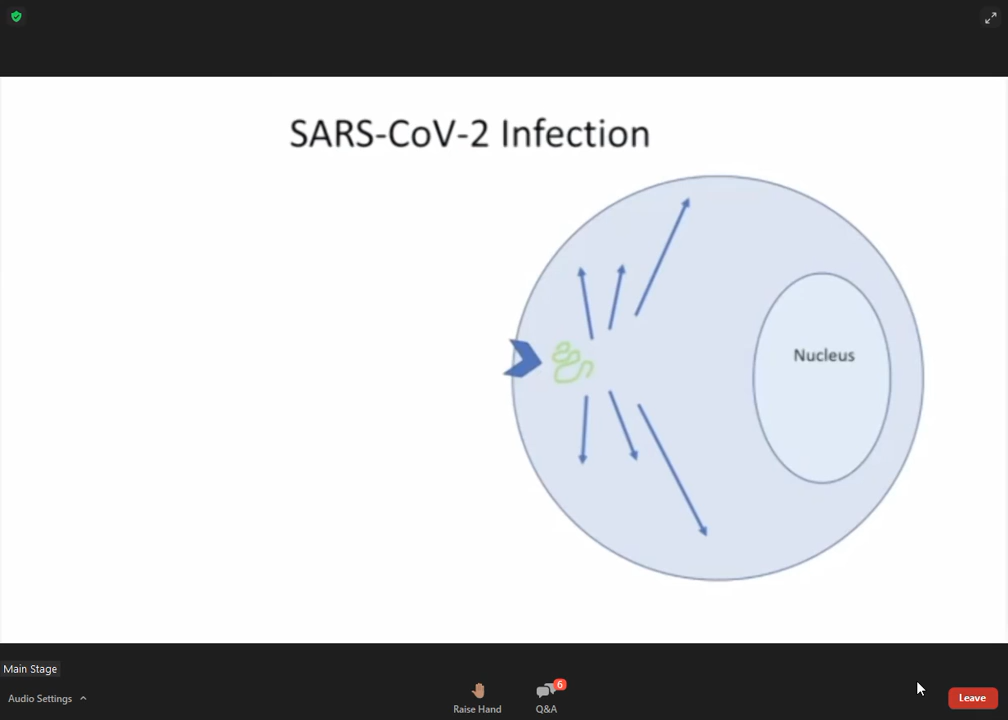 SARS-CoV-2 Infection
Nucleus
Main Stage
Audio Settings
Raise Hand
6
Q&A
Leave